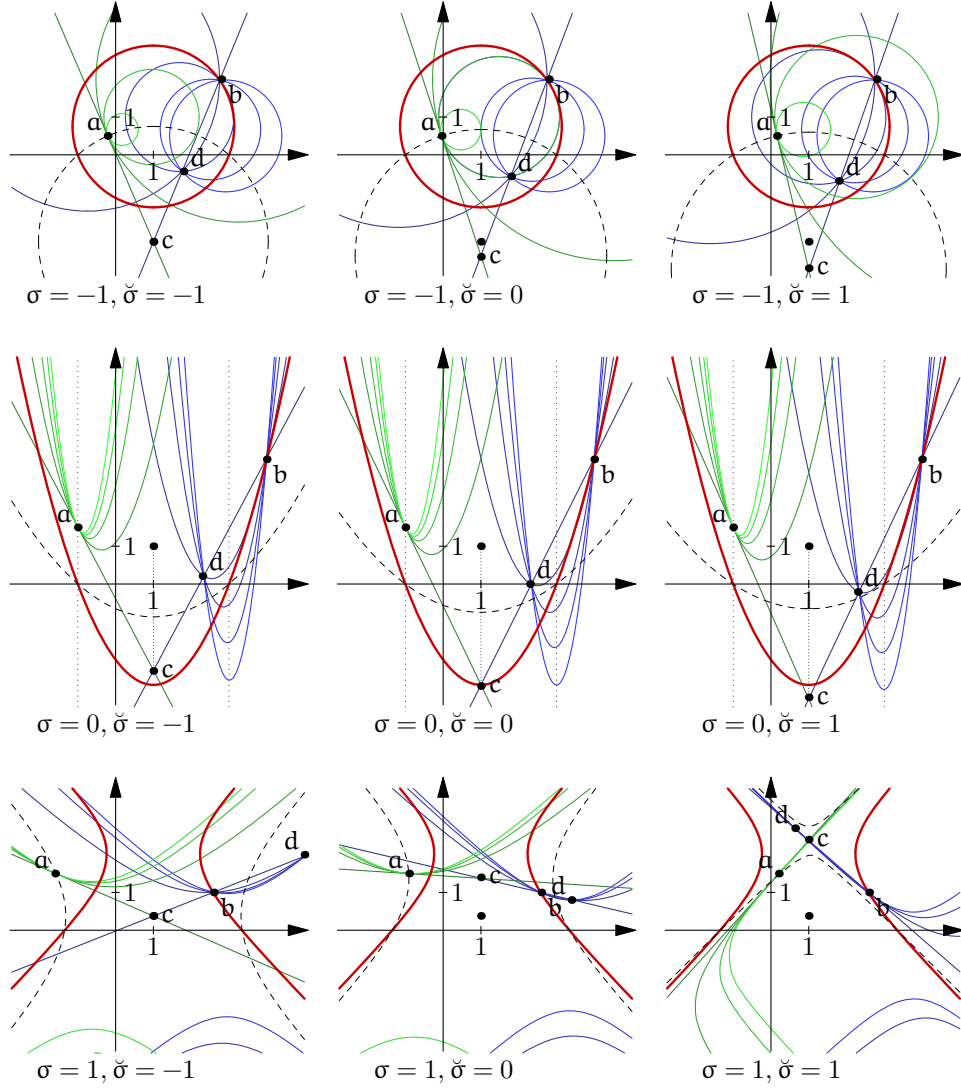 1 b a 1 d c
1 b a 1 d c
1 b a 1 d c
σ = −1, σ̆ = −1
σ = −1, σ̆ = 0
σ = −1, σ̆ = 1
b a 1 d 1 c
b a 1 d 1 c
b a 1 d 1 c
σ = 0, σ̆ = −1
σ = 0, σ̆ = 0
σ = 0, σ̆ = 1
d a 1 b c 1
a c 1 d b 1
d c a 1 b 1
σ = 1, σ̆ = −1
σ = 1, σ̆ = 0
σ = 1, σ̆ = 1